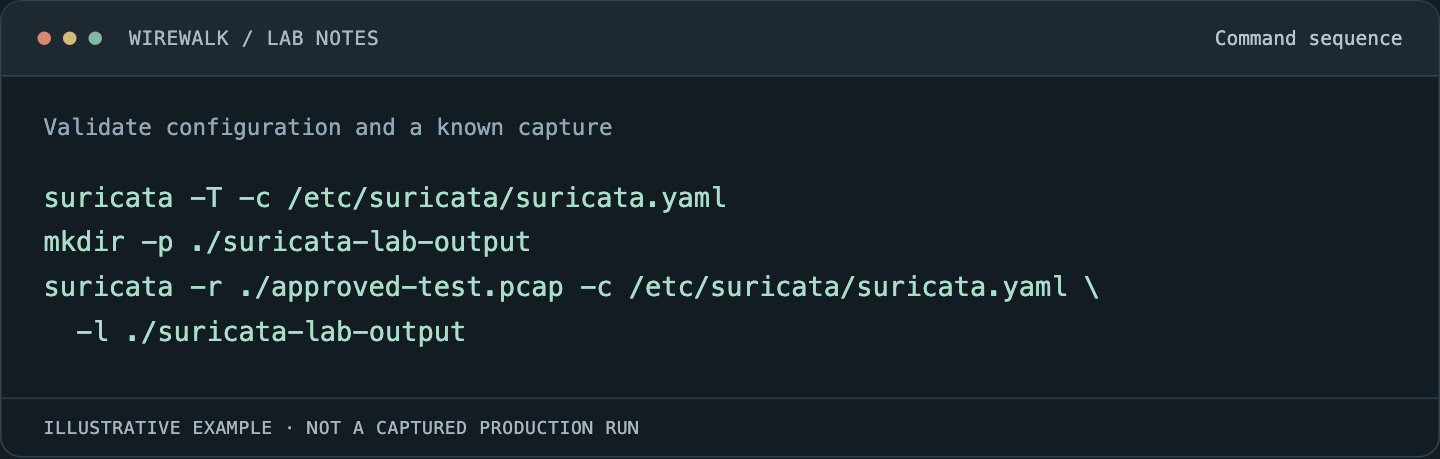 WIREWALK / LAB NOTES
Command sequence
Validate configuration and a known capture
suricata -T -c /etc/suricata/suricata.yaml
mkdir -p ./suricata-lab-output
suricata -r ./approved-test.pcap -c /etc/suricata/suricata.yaml \
  -l ./suricata-lab-output
ILLUSTRATIVE EXAMPLE · NOT A CAPTURED PRODUCTION RUN